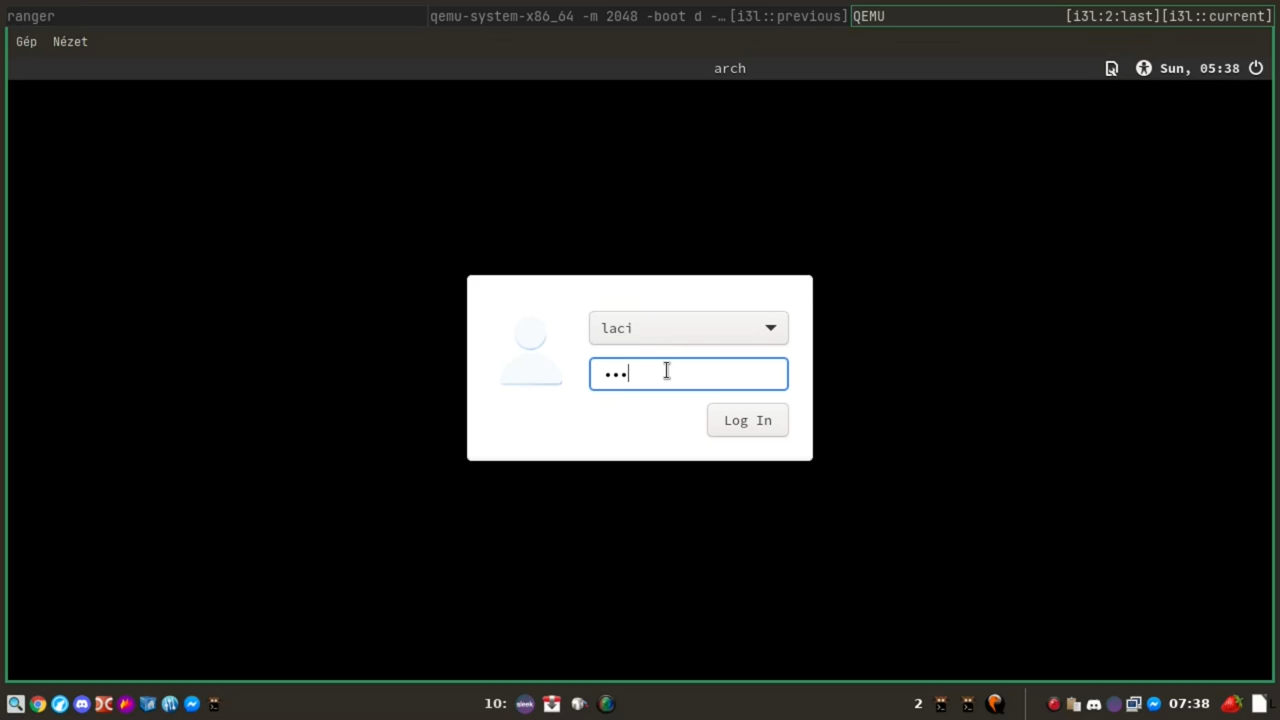 ranger
qemu-system-x86_64 -m 2048 -boot d -…[i3l::previous]
QEMU [i3l:2:last][i3l::current]
Gép Nézet
arch
Sun, 05:38
laci
•••
Log In
10:
sleek
2
07:38